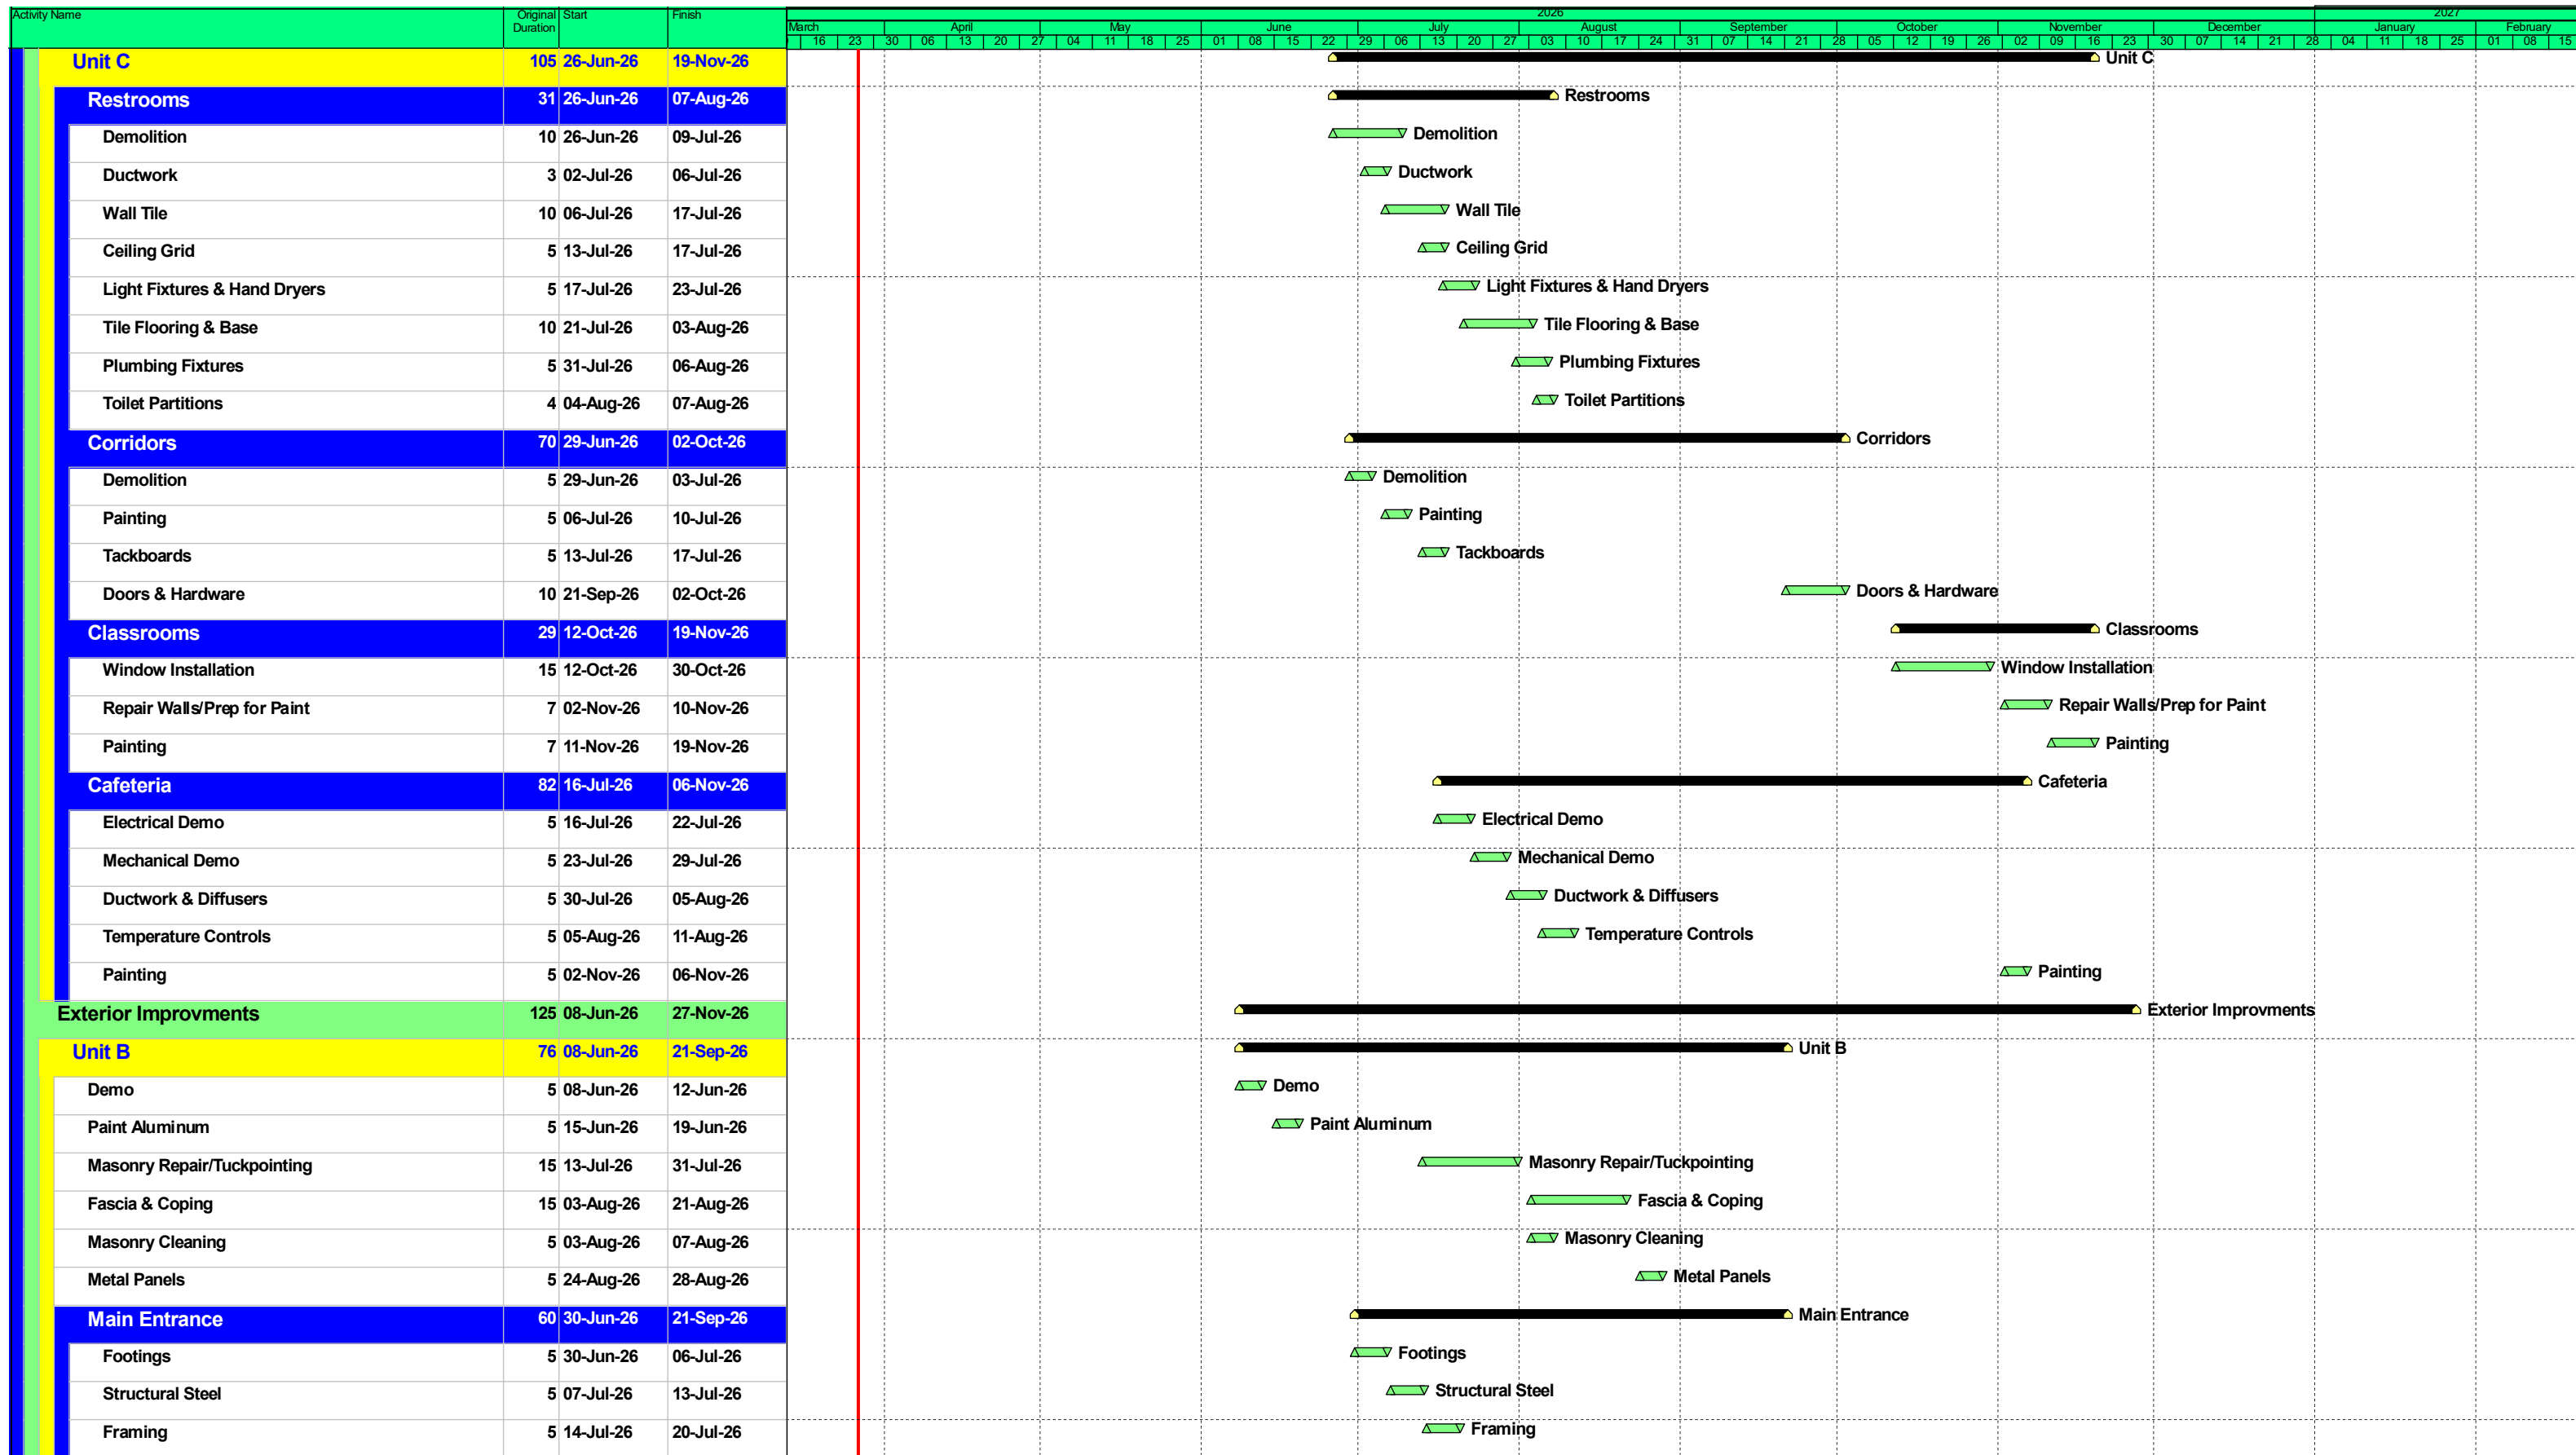 Activity Name Original Duration Start Finish
2026 2027
March April May June July August September October November December January February
16 23 30 06 13 20 27 04 11 18 25 01 08 15 22 29 06 13 20 27 03 10 17 24 31 07 14 21 28 05 12 19 26 02 09 16 23 30 07 14 21 28 04 11 18 25 01 08 15
Unit C 105 26-Jun-26 19-Nov-26 Unit C
Restrooms 31 26-Jun-26 07-Aug-26 Restrooms
Demolition 10 26-Jun-26 09-Jul-26 Demolition
Ductwork 3 02-Jul-26 06-Jul-26 Ductwork
Wall Tile 10 06-Jul-26 17-Jul-26 Wall Tile
Ceiling Grid 5 13-Jul-26 17-Jul-26 Ceiling Grid
Light Fixtures & Hand Dryers 5 17-Jul-26 23-Jul-26 Light Fixtures & Hand Dryers
Tile Flooring & Base 10 21-Jul-26 03-Aug-26 Tile Flooring & Base
Plumbing Fixtures 5 31-Jul-26 06-Aug-26 Plumbing Fixtures
Toilet Partitions 4 04-Aug-26 07-Aug-26 Toilet Partitions
Corridors 70 29-Jun-26 02-Oct-26 Corridors
Demolition 5 29-Jun-26 03-Jul-26 Demolition
Painting 5 06-Jul-26 10-Jul-26 Painting
Tackboards 5 13-Jul-26 17-Jul-26 Tackboards
Doors & Hardware 10 21-Sep-26 02-Oct-26 Doors & Hardware
Classrooms 29 12-Oct-26 19-Nov-26 Classrooms
Window Installation 15 12-Oct-26 30-Oct-26 Window Installation
Repair Walls/Prep for Paint 7 02-Nov-26 10-Nov-26 Repair Walls/Prep for Paint
Painting 7 11-Nov-26 19-Nov-26 Painting
Cafeteria 82 16-Jul-26 06-Nov-26 Cafeteria
Electrical Demo 5 16-Jul-26 22-Jul-26 Electrical Demo
Mechanical Demo 5 23-Jul-26 29-Jul-26 Mechanical Demo
Ductwork & Diffusers 5 30-Jul-26 05-Aug-26 Ductwork & Diffusers
Temperature Controls 5 05-Aug-26 11-Aug-26 Temperature Controls
Painting 5 02-Nov-26 06-Nov-26 Painting
Exterior Improvments 125 08-Jun-26 27-Nov-26 Exterior Improvments
Unit B 76 08-Jun-26 21-Sep-26 Unit B
Demo 5 08-Jun-26 12-Jun-26 Demo
Paint Aluminum 5 15-Jun-26 19-Jun-26 Paint Aluminum
Masonry Repair/Tuckpointing 15 13-Jul-26 31-Jul-26 Masonry Repair/Tuckpointing
Fascia & Coping 15 03-Aug-26 21-Aug-26 Fascia & Coping
Masonry Cleaning 5 03-Aug-26 07-Aug-26 Masonry Cleaning
Metal Panels 5 24-Aug-26 28-Aug-26 Metal Panels
Main Entrance 60 30-Jun-26 21-Sep-26 Main Entrance
Footings 5 30-Jun-26 06-Jul-26 Footings
Structural Steel 5 07-Jul-26 13-Jul-26 Structural Steel
Framing 5 14-Jul-26 20-Jul-26 Framing